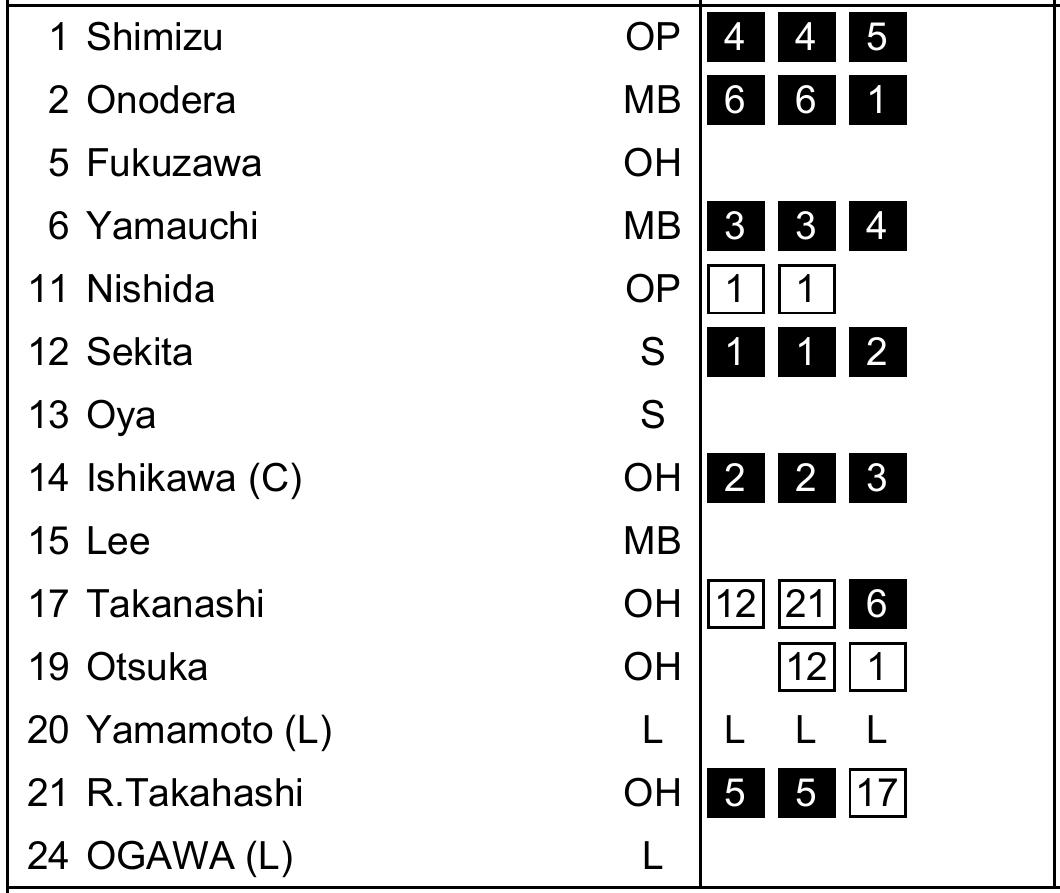 1 Shimizu OP 4 4 5
2 Onodera MB 6 6 1
5 Fukuzawa OH
6 Yamauchi MB 3 3 4
11 Nishida OP 1 1
12 Sekita S 1 1 2
13 Oya S
14 Ishikawa (C) OH 2 2 3
15 Lee MB
17 Takanashi OH 12 21 6
19 Otsuka OH 12 1
20 Yamamoto (L) L L L L
21 R.Takahashi OH 5 5 17
24 OGAWA (L) L